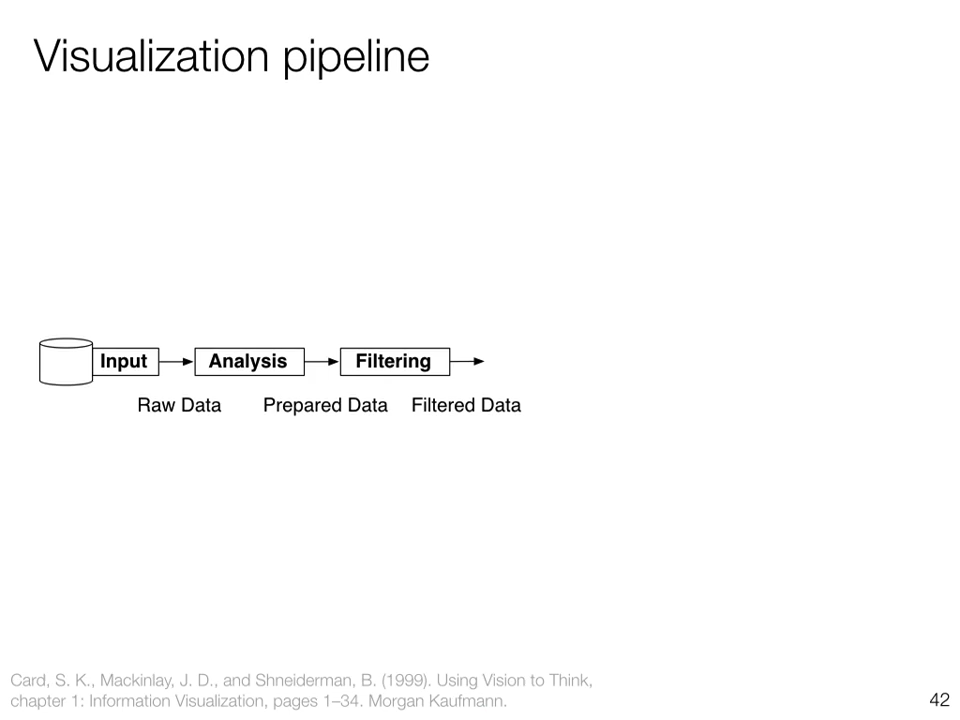 Visualization pipeline
Input Analysis Filtering
Raw Data Prepared Data Filtered Data
Card, S. K., Mackinlay, J. D., and Shneiderman, B. (1999). Using Vision to Think,
chapter 1: Information Visualization, pages 1–34. Morgan Kaufmann.
42